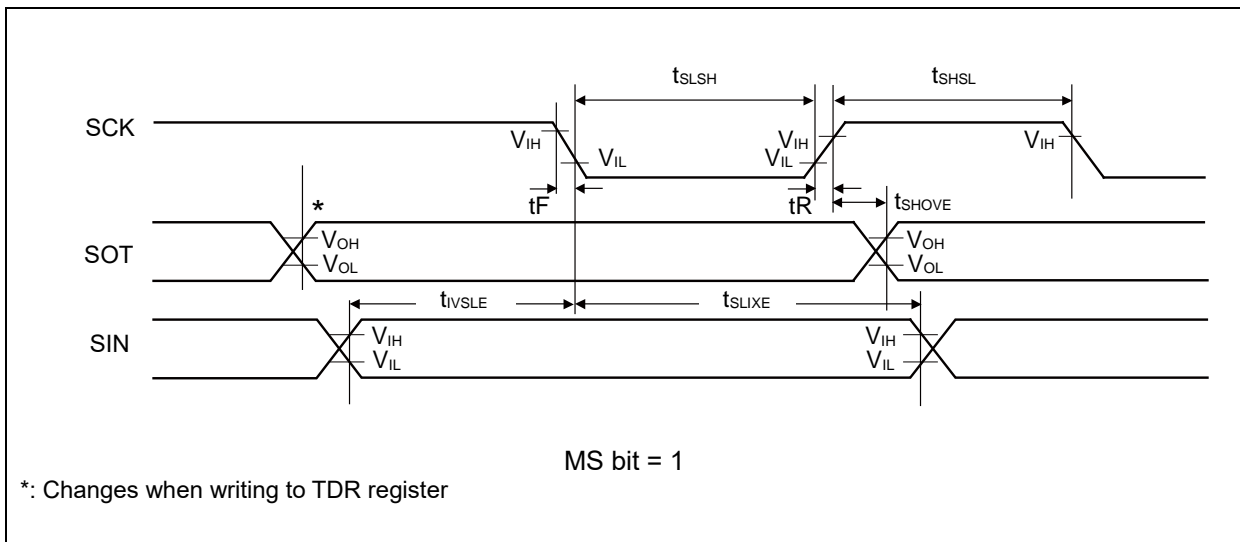 tSLSH tSHSL
SCK VIH VIL VIH VIL VIH
tF tR tSHOVE
* 
SOT VOH VOL VOH VOL
tIVSLE tSLIXE
SIN VIH VIL VIH VIL
MS bit = 1
*: Changes when writing to TDR register